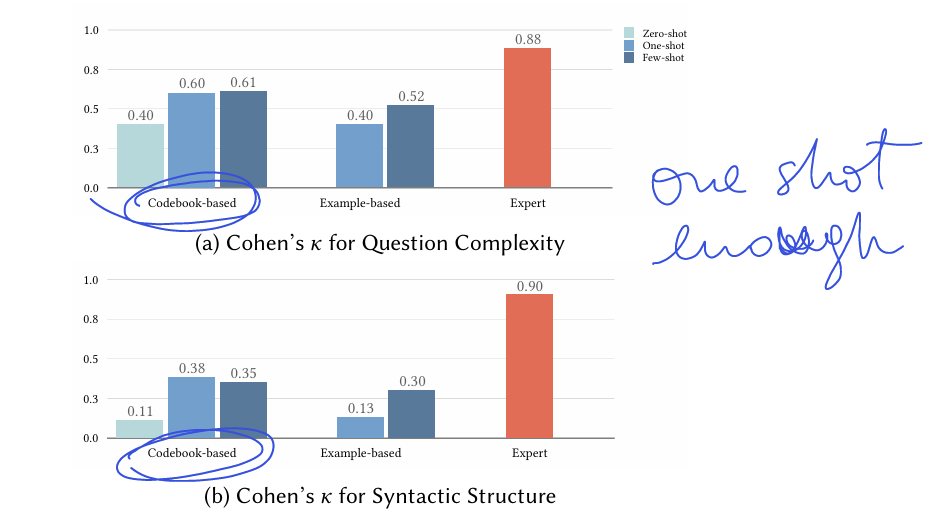 1.0
0.88
Zero-shot
One-shot
Few-shot
0.8
0.60
0.61
0.5
0.40
0.40
0.52
0.3
0.0
Codebook-based
Example-based
Expert
(a) Cohen's κ for Question Complexity
One shot
enough
1.0
0.90
0.8
0.5
0.38
0.35
0.3
0.11
0.13
0.30
0.0
Codebook-based
Example-based
Expert
(b) Cohen's κ for Syntactic Structure